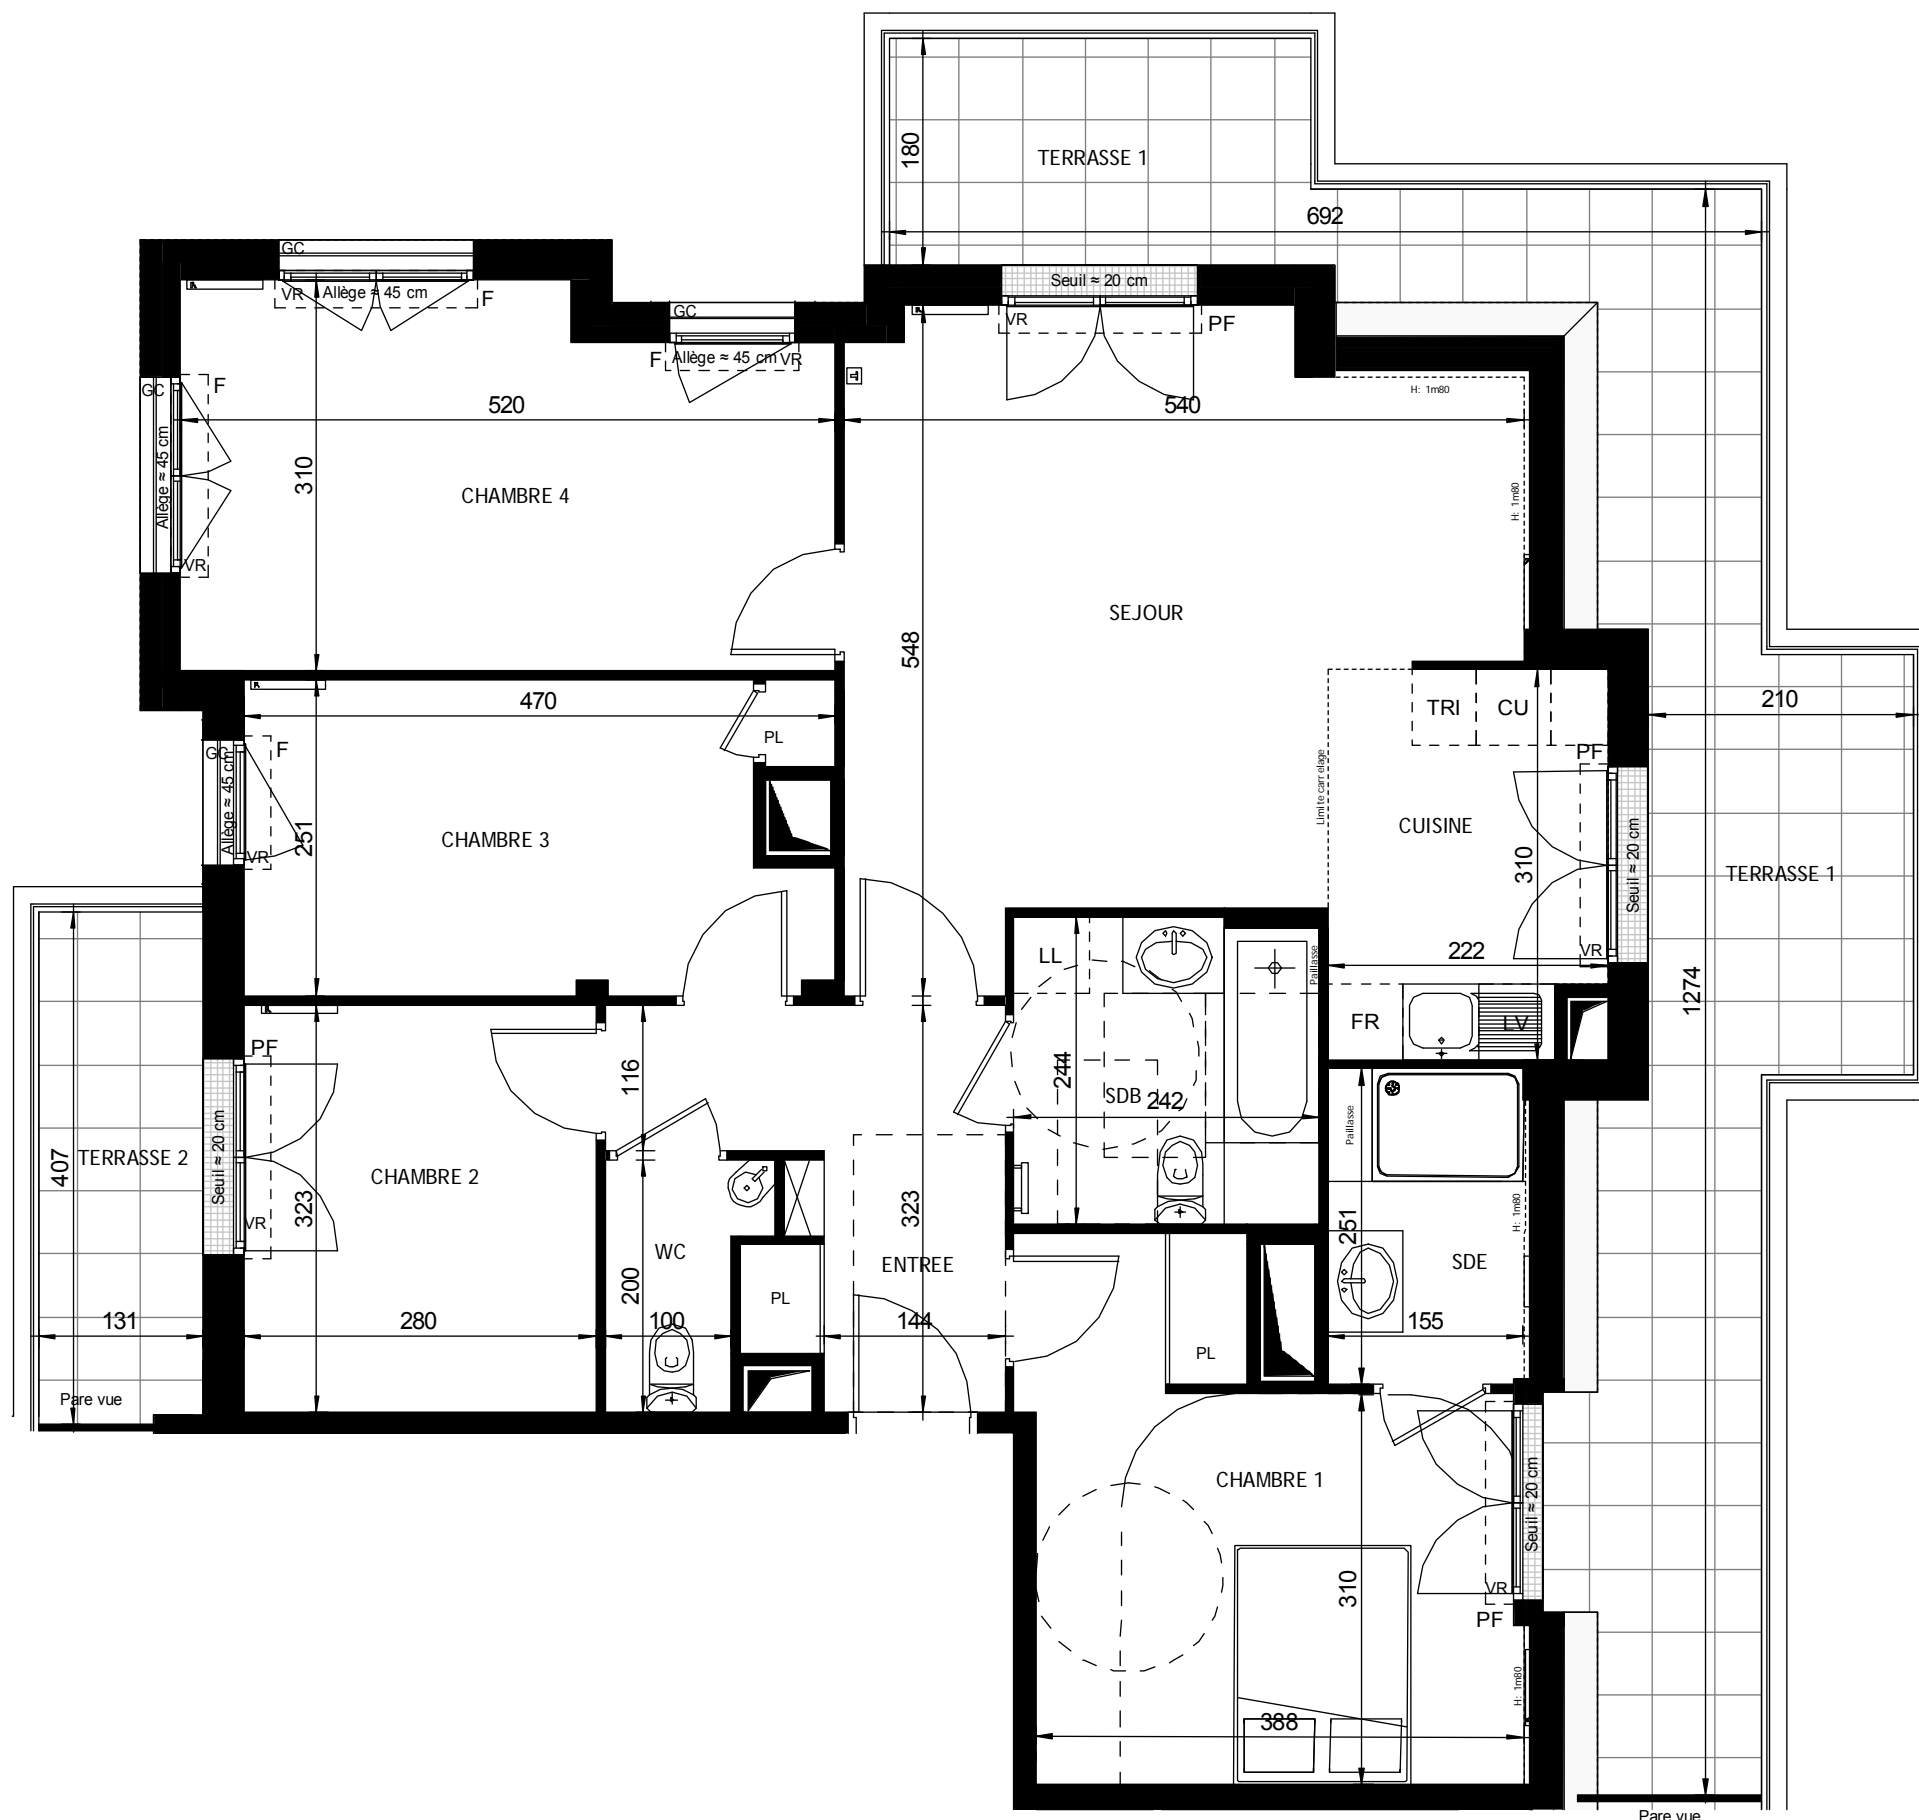 TERRASSE 1
180
692
GC
VR
Allège ≈ 45 cm
F
GC
F
Allège ≈ 45 cm
VR
Seuil ≈ 20 cm
VR
PF
T
H: 1m80
GC
F
Allège ≈ 45 cm
VR
520
310
CHAMBRE 4
540
H: 1m80
SEJOUR
548
470
PL
GC
F
Allège ≈ 45 cm
VR
251
CHAMBRE 3
TRI
CU
PF
210
Limite carrelage
CUISINE
310
Seuil ≈ 20 cm
VR
TERRASSE 1
222
1274
FR
LV
LL
Paillasse
244
SDB
242
PF
Seuil ≈ 20 cm
VR
407
TERRASSE 2
CHAMBRE 2
323
116
WC
200
323
ENTREE
PL
Paillasse
251
H: 1m80
SDE
155
131
280
100
144
PL
Pare vue
CHAMBRE 1
Seuil ≈ 20 cm
VR
PF
310
H: 1m80
388
Pare vue